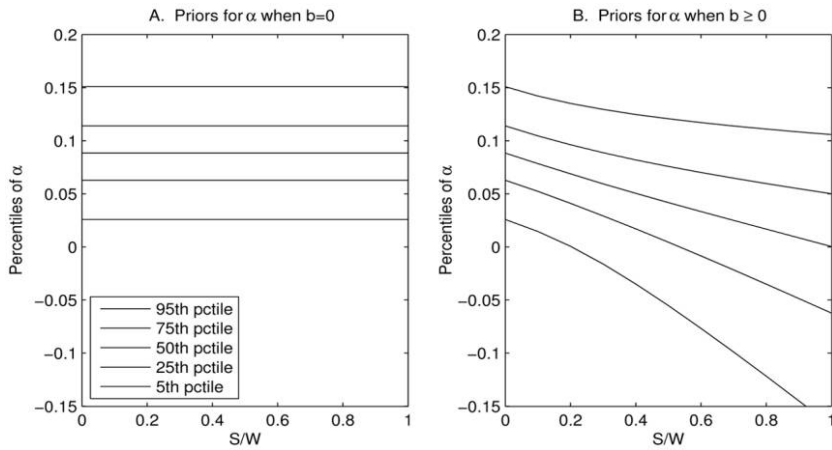 A. Priors for α when b=0
0.2
0.15
0.1
0.05
0
−0.05
−0.1
−0.15
Percentiles of α
95th pctile
75th pctile
50th pctile
25th pctile
5th pctile
0 0.2 0.4 0.6 0.8 1
S/W
B. Priors for α when b ≥ 0
0.2
0.15
0.1
0.05
0
−0.05
−0.1
−0.15
Percentiles of α
0 0.2 0.4 0.6 0.8 1
S/W